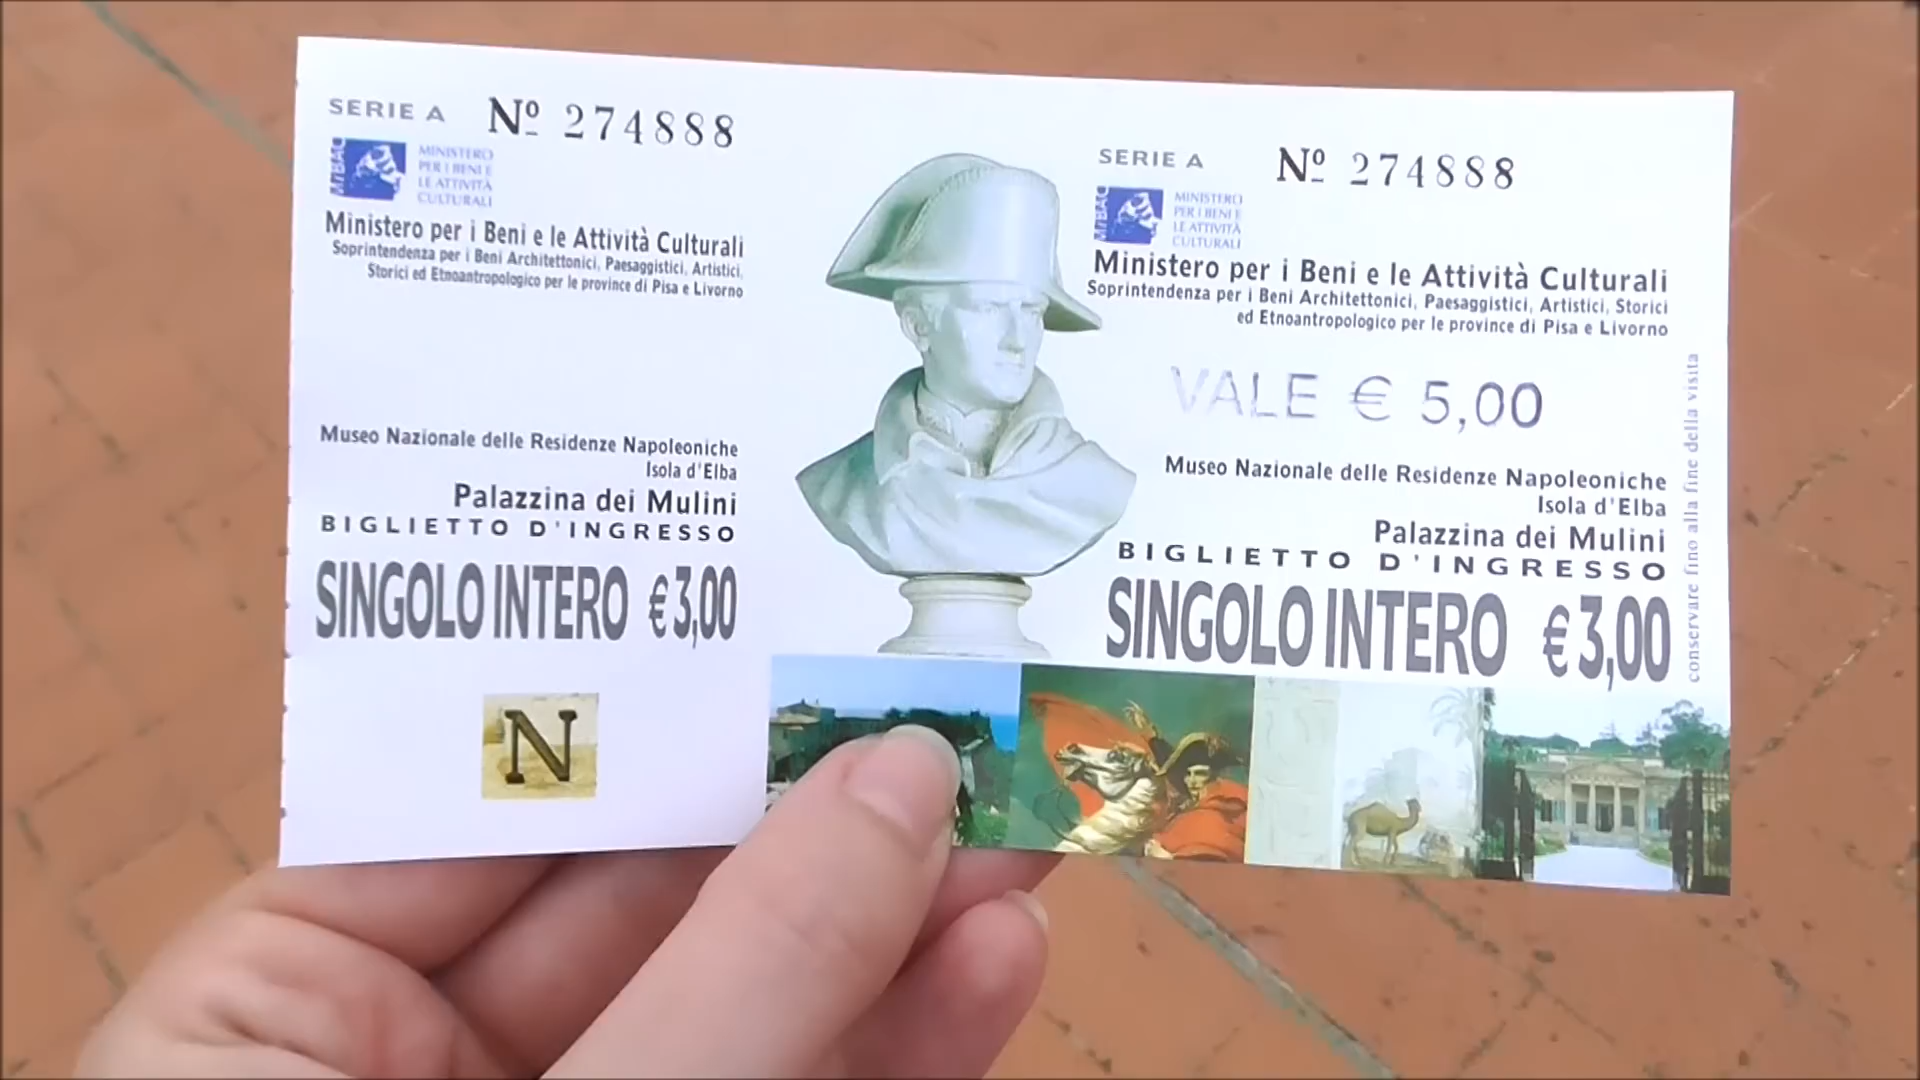 SERIE A Nº 274888
MiBAC
MINISTERO
PER I BENI E
LE ATTIVITÀ
CULTURALI
Ministero per i Beni e le Attività Culturali
Soprintendenza per i Beni Architettonici, Paesaggistici, Artistici,
Storici ed Etnoantropologico per le province di Pisa e Livorno
Museo Nazionale delle Residenze Napoleoniche
Isola d'Elba
Palazzina dei Mulini
BIGLIETTO D'INGRESSO
SINGOLO INTERO € 3,00
N
SERIE A Nº 274888
MiBAC
MINISTERO
PER I BENI E
LE ATTIVITÀ
CULTURALI
Ministero per i Beni e le Attività Culturali
Soprintendenza per i Beni Architettonici, Paesaggistici, Artistici, Storici
ed Etnoantropologico per le province di Pisa e Livorno
VALE € 5,00
Museo Nazionale delle Residenze Napoleoniche
Isola d'Elba
Palazzina dei Mulini
BIGLIETTO D'INGRESSO
SINGOLO INTERO € 3,00
conservare fino alla fine della visita